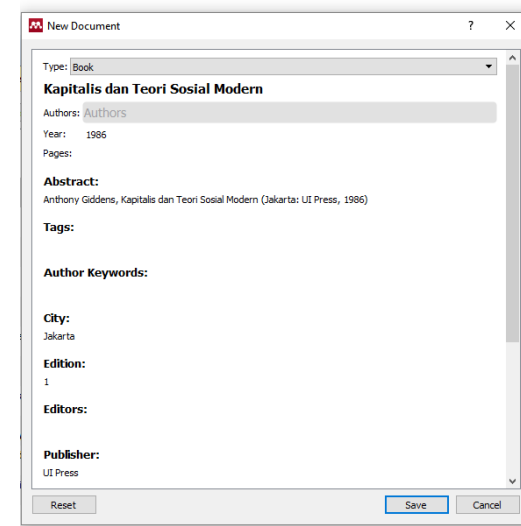 New Document
Type: Book
Kapitalis dan Teori Sosial Modern
Authors: Authors
Year: 1986
Pages:
Abstract:
Anthony Giddens, Kapitalis dan Teori Sosial Modern (Jakarta: UI Press, 1986)
Tags:
Author Keywords:
City:
Jakarta
Edition:
1
Editors:
Publisher:
UI Press
Reset Save Cancel